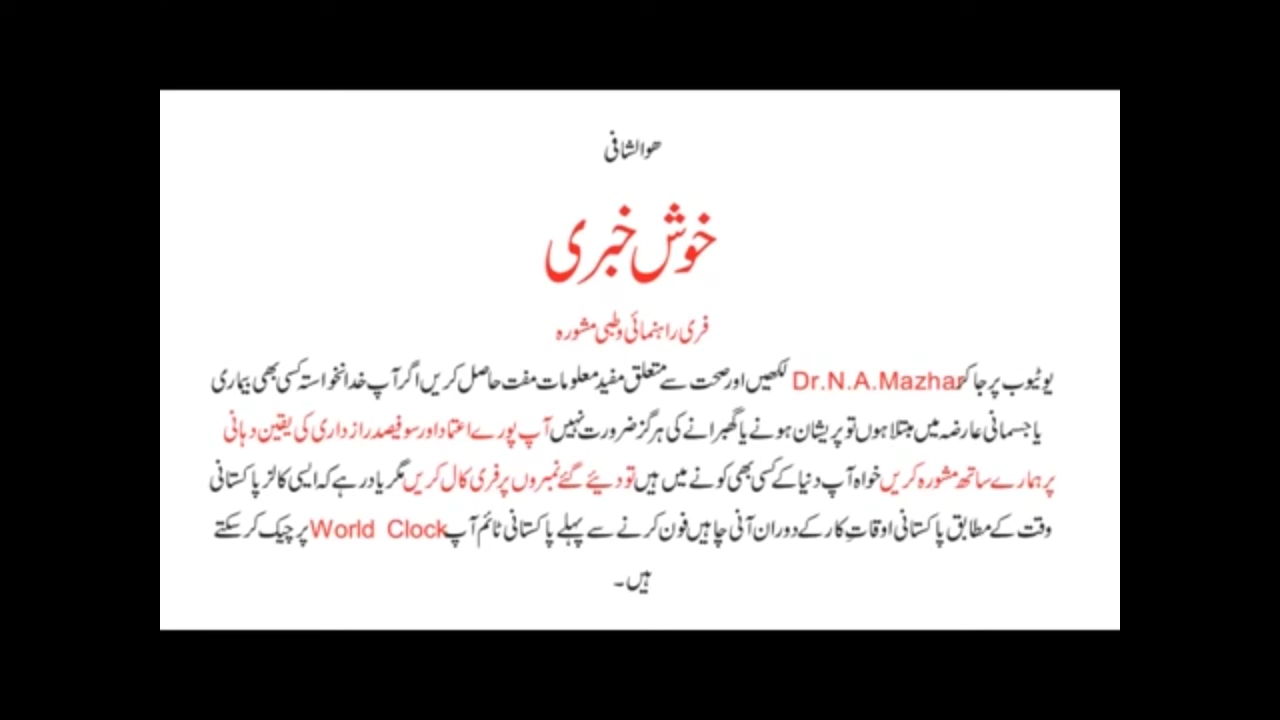 ھوالشافی
خوش خبری
فری راہنمائی و طبی مشورہ
یوٹیوب پر جا کر Dr.N.A.Mazhar لکھیں اور صحت سے متعلق مفید معلومات مفت حاصل کریں اگر آپ خدانخواستہ کسی بھی بیماری
یا جسمانی عارضہ میں مبتلا ہوں تو پریشان ہونے یا گھبرانے کی ہرگز ضرورت نہیں آپ پورے اعتماد اور سو فیصد راز داری کی یقین دہانی
پر ہمارے ساتھ مشورہ کریں خواہ آپ دنیا کے کسی بھی کونے میں ہیں تو دیئے گئے نمبروں پر فری کال کریں مگر یاد رہے کہ ایسی کالز پاکستانی
وقت کے مطابق پاکستانی اوقاتِ کار کے دوران آنی چاہیں فون کرنے سے پہلے پاکستانی ٹائم آپ World Clock پر چیک کر سکتے
ہیں۔